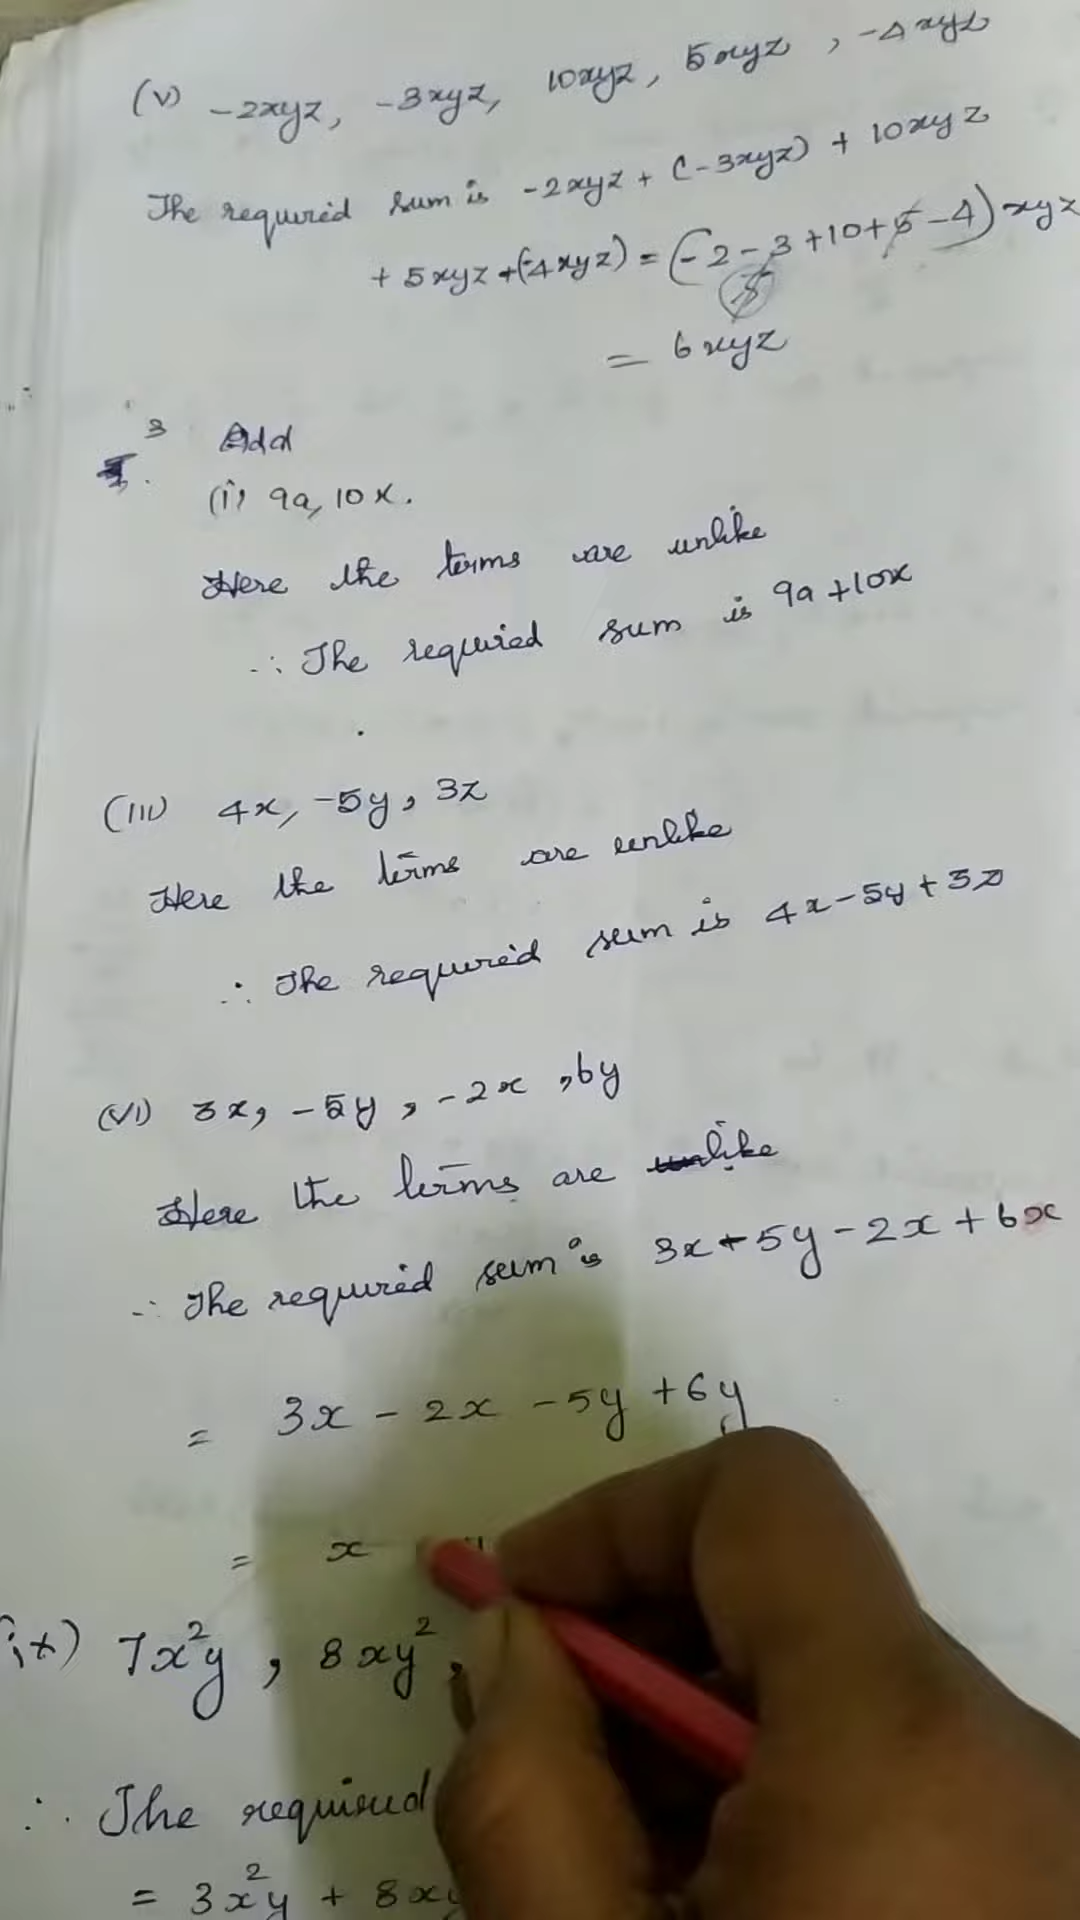 (v) -2xyz, -3xyz, 10xyz, 5xyz, -4xyz
The required sum is -2xyz + (-3xyz) + 10xyz
+ 5xyz +(-4xyz) = (-2-3+10+5-4)xyz
= 6xyz
3 Add
(i) 9a, 10x.
Here the terms are unlike
∴ The required sum is 9a+10x
(iii) 4x, -5y, 3z
Here the terms are unlike
∴ The required sum is 4x-5y+3z
(vi) 3x, -5y, -2x, 6y
Here the terms are like
∴ The required sum is 3x-5y-2x+6x
= 3x - 2x - 5y + 6y
= x
ix) 7x²y, 8xy²,
∴ The required
= 3x²y + 8xy